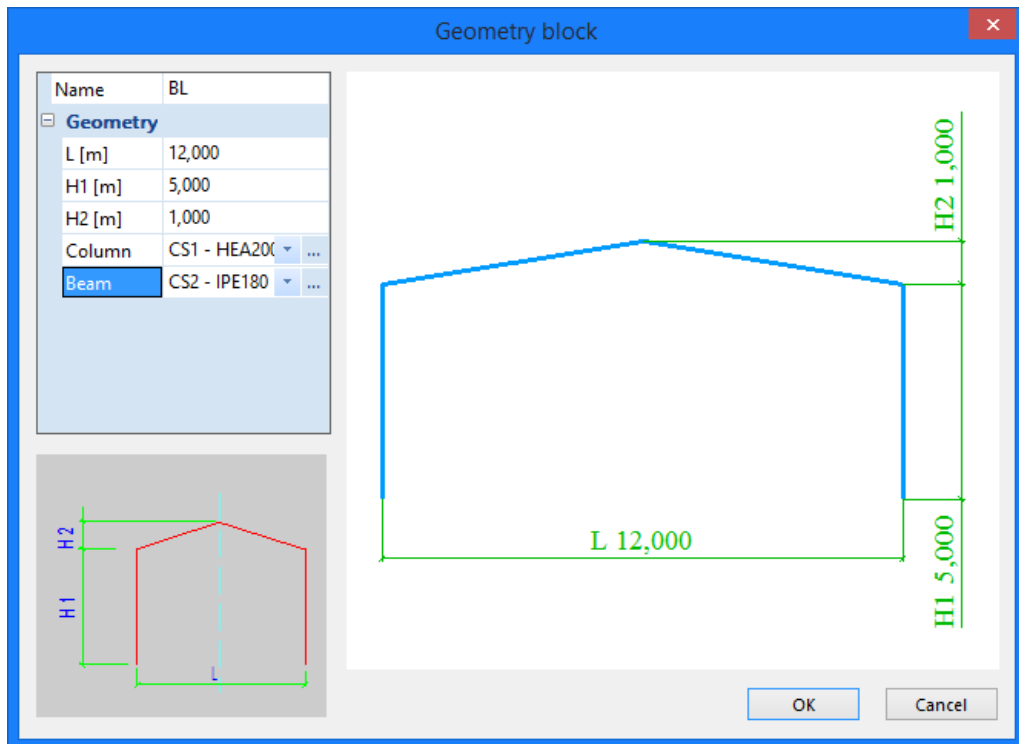 Geometry block
Name BL
Geometry
L [m] 12,000
H1 [m] 5,000
H2 [m] 1,000
Column CS1 - HEA200 ...
Beam CS2 - IPE180 ...
H2 1,000
L 12,000
H1 5,000
H2
H1
L
OK Cancel